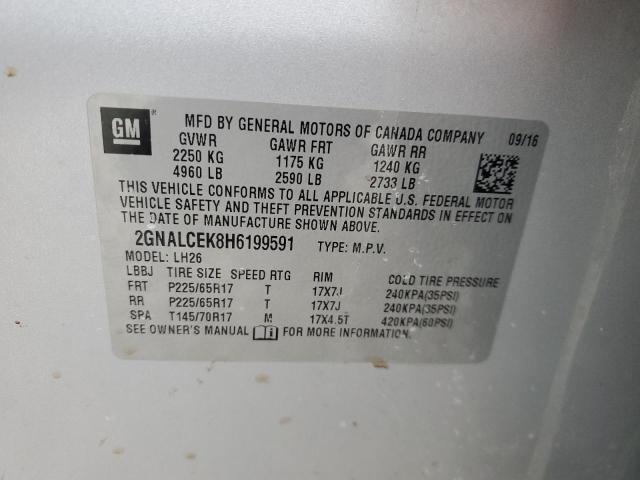 GM ®
MFD BY GENERAL MOTORS OF CANADA COMPANY 09/16
GVWR GAWR FRT GAWR RR
2250 KG 1175 KG 1240 KG
4960 LB 2590 LB 2733 LB
THIS VEHICLE CONFORMS TO ALL APPLICABLE U.S. FEDERAL MOTOR
VEHICLE SAFETY AND THEFT PREVENTION STANDARDS IN EFFECT ON
THE DATE OF MANUFACTURE SHOWN ABOVE.
2GNALCEK8H6199591 TYPE: M.P.V.
MODEL: LH26
LBBJ TIRE SIZE SPEED RTG RIM COLD TIRE PRESSURE
FRT P225/65R17 T 17X7J 240KPA(35PSI)
RR P225/65R17 T 17X7J 240KPA(35PSI)
SPA T145/70R17 M 17X4.5T 420KPA(60PSI)
SEE OWNER'S MANUAL i FOR MORE INFORMATION.